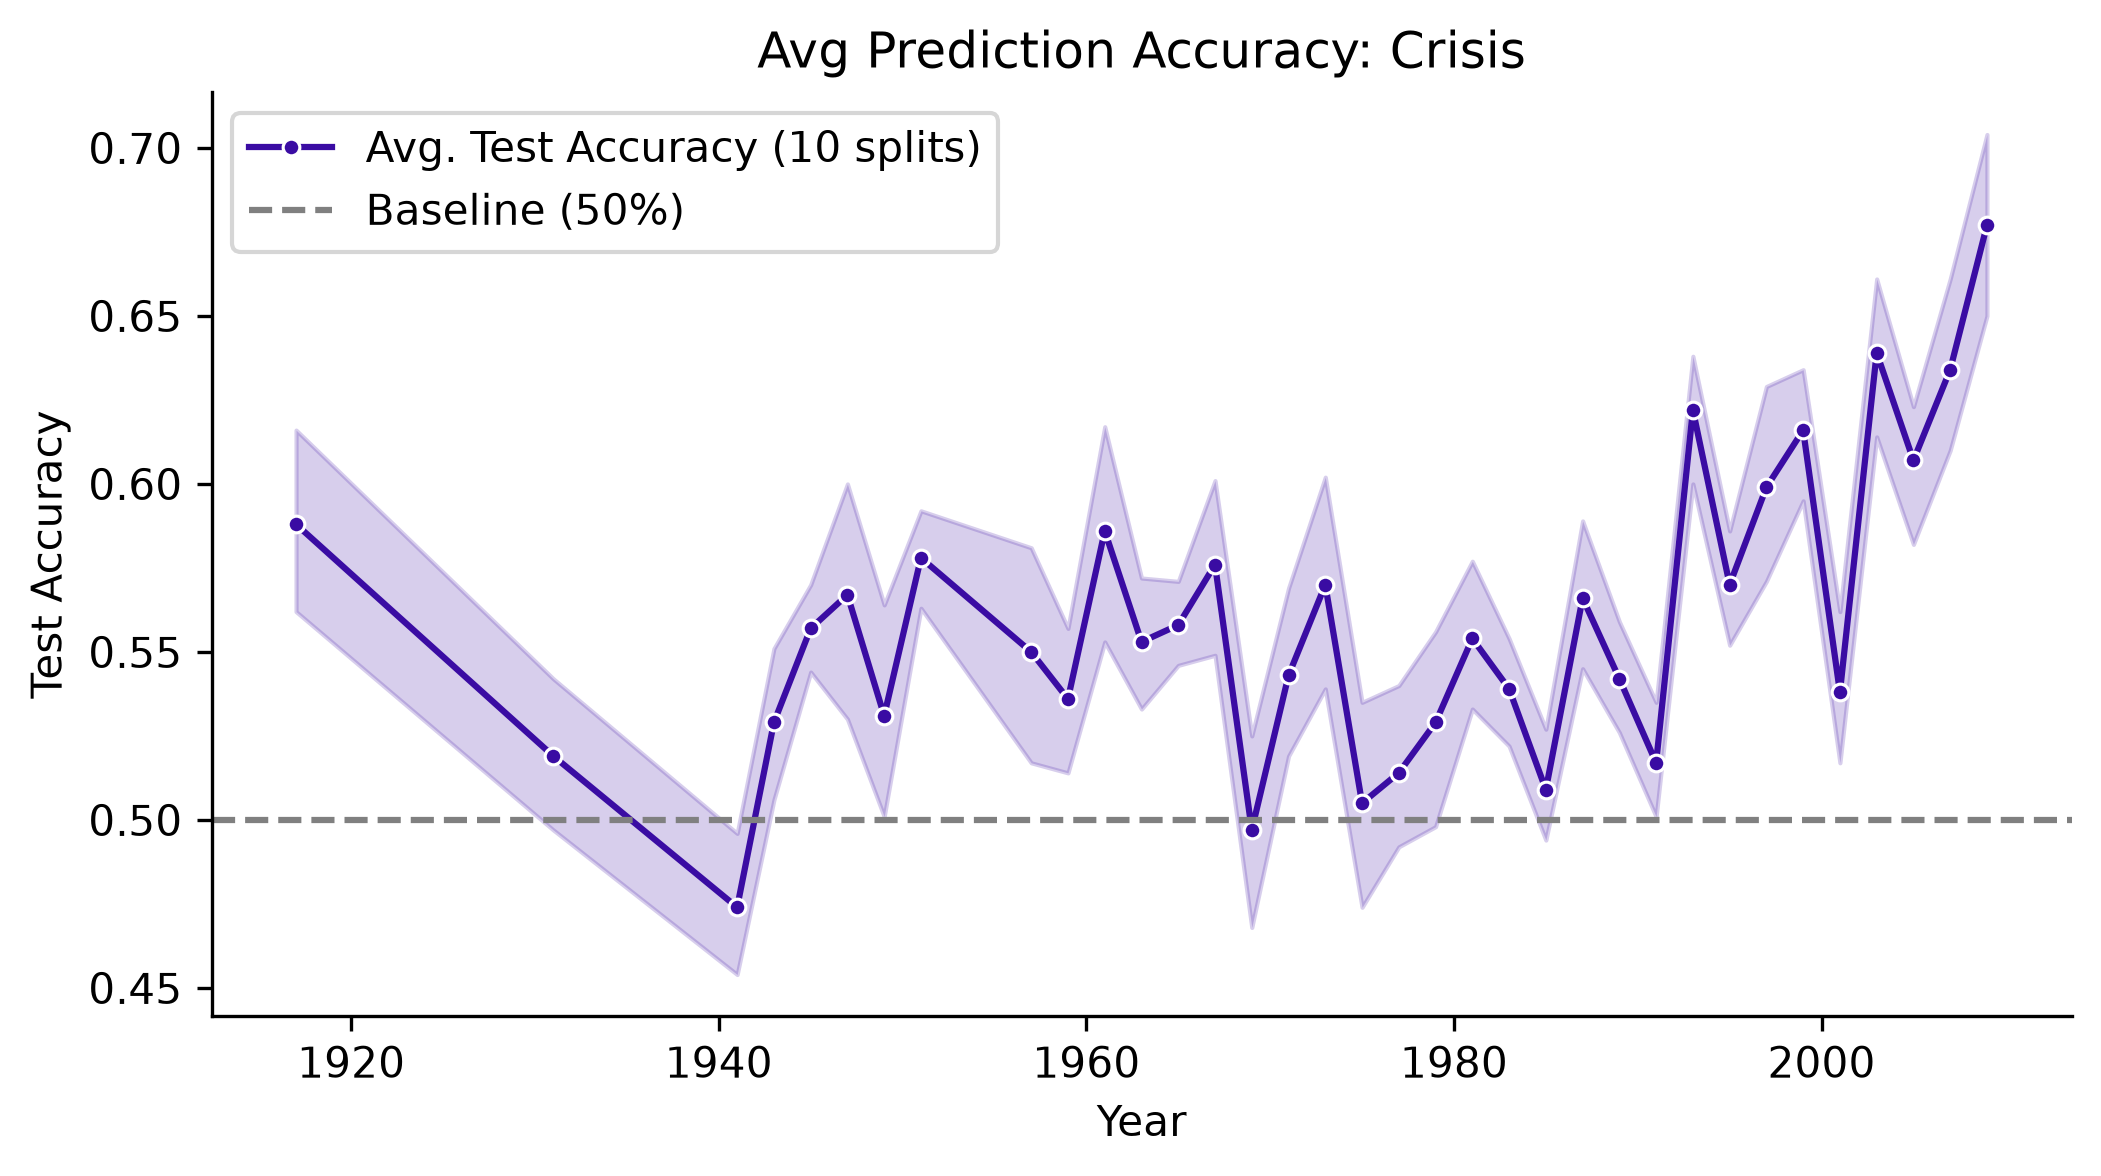 Avg Prediction Accuracy: Crisis
Avg. Test Accuracy (10 splits)
Baseline (50%)
Test Accuracy
0.70
0.65
0.60
0.55
0.50
0.45
1920 1940 1960 1980 2000
Year